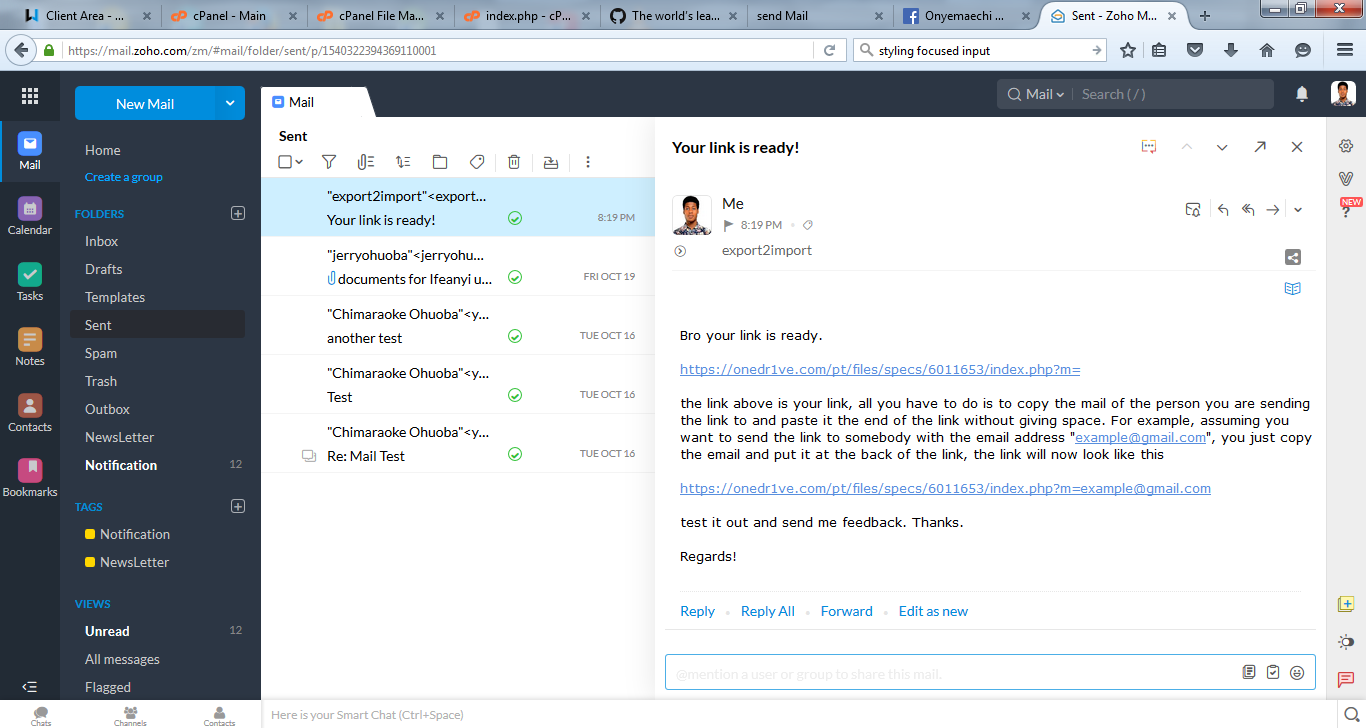 Client Area - ...
cPanel - Main
cPanel File Ma...
index.php - cP...
The world's lea...
send Mail
Onyemaechi ...
Sent - Zoho M...
https://mail.zoho.com/zm/#mail/folder/sent/p/1540322394369110001
styling focused input
New Mail
Mail
Mail
Search ( / )
Mail
Calendar
Tasks
Notes
Contacts
Bookmarks
Home
Create a group
FOLDERS
Inbox
Drafts
Templates
Sent
Spam
Trash
Outbox
NewsLetter
Notification 12
TAGS
Notification
NewsLetter
VIEWS
Unread 12
All messages
Flagged
Sent
"export2import"<export...
Your link is ready! 8:19 PM
"jerryohuoba"<jerryohu...
documents for Ifeanyi u... FRI OCT 19
"Chimaraoke Ohuoba"<y...
another test TUE OCT 16
"Chimaraoke Ohuoba"<y...
Test TUE OCT 16
"Chimaraoke Ohuoba"<y...
Re: Mail Test TUE OCT 16
Your link is ready!
Me
8:19 PM
export2import
NEW
Bro your link is ready.
https://onedr1ve.com/pt/files/specs/6011653/index.php?m=
the link above is your link, all you have to do is to copy the mail of the person you are sending
the link to and paste it the end of the link without giving space. For example, assuming you
want to send the link to somebody with the email address "example@gmail.com", you just copy
the email and put it at the back of the link, the link will now look like this
https://onedr1ve.com/pt/files/specs/6011653/index.php?m=example@gmail.com
test it out and send me feedback. Thanks.
Regards!
Reply
Reply All
Forward
Edit as new
@mention a user or group to share this mail.
Chats
Channels
Contacts
Here is your Smart Chat (Ctrl+Space)